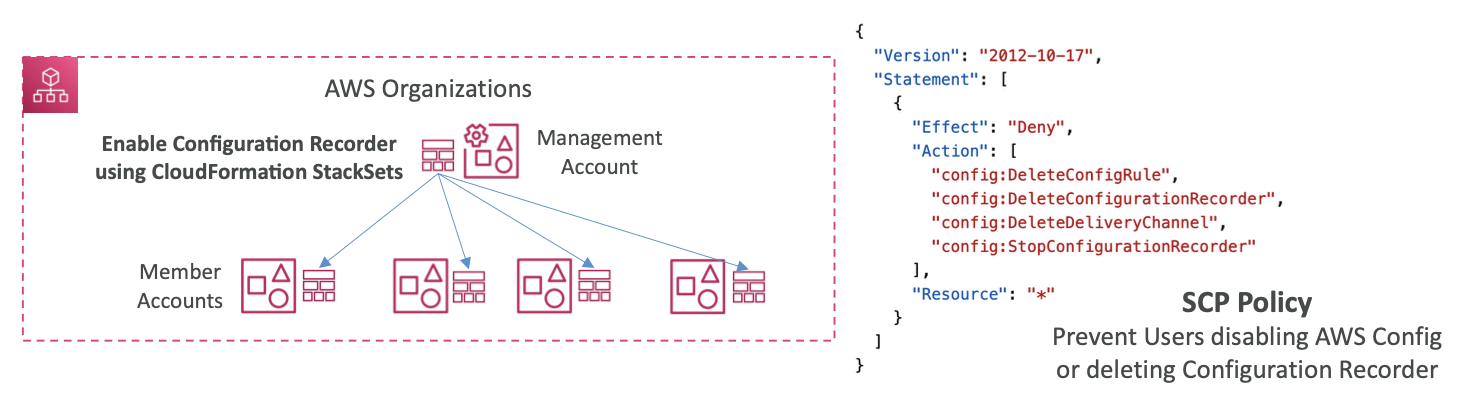 AWS Organizations
Enable Configuration Recorder
using CloudFormation StackSets
Management
Account
Member
Accounts
{
"Version": "2012-10-17",
"Statement": [
{
"Effect": "Deny",
"Action": [
"config:DeleteConfigRule",
"config:DeleteConfigurationRecorder",
"config:DeleteDeliveryChannel",
"config:StopConfigurationRecorder"
],
"Resource": "*"
}
]
}
SCP Policy
Prevent Users disabling AWS Config
or deleting Configuration Recorder